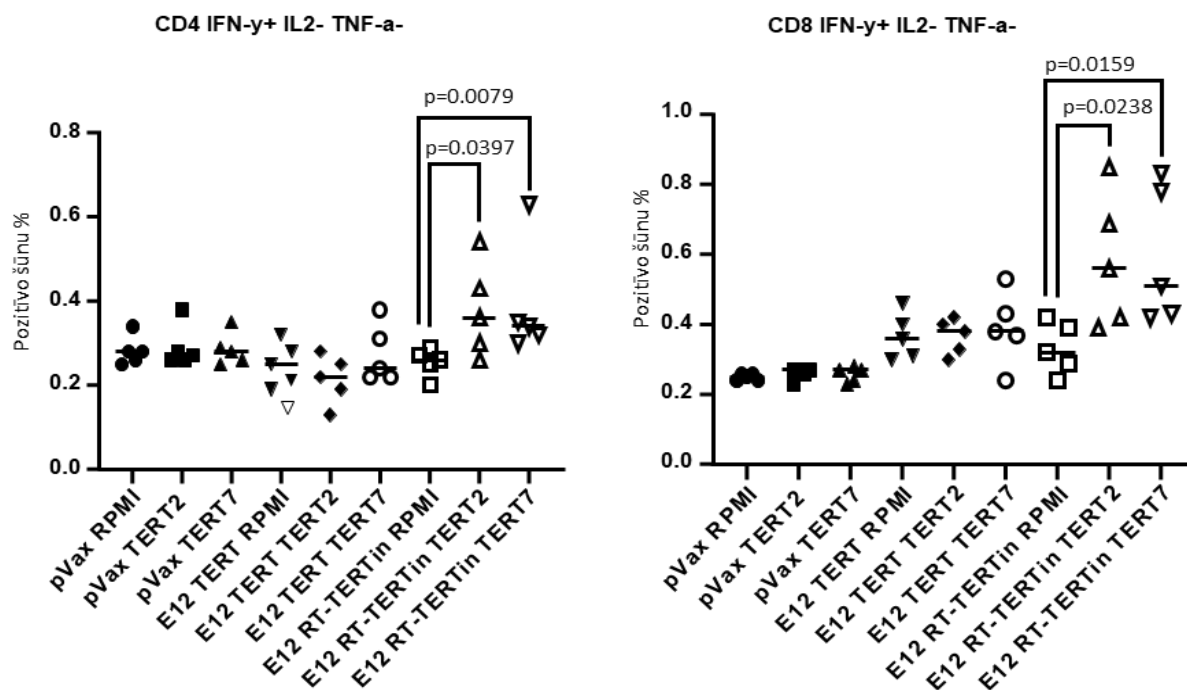 CD4 IFN-y+ IL2- TNF-a-
p=0.0079
p=0.0397
0.8
0.6
0.4
0.2
0.0
Pozitīvo šūnu %
pVax RPMI
pVax TERT2
pVax TERT7
E12 TERT RPMI
E12 TERT TERT2
E12 TERT TERT7
E12 RT-TERTin RPMI
E12 RT-TERTin TERT2
E12 RT-TERTin TERT7
CD8 IFN-y+ IL2- TNF-a-
p=0.0159
p=0.0238
1.0
0.8
0.6
0.4
0.2
0.0
Pozitīvo šūnu %
pVax RPMI
pVax TERT2
pVax TERT7
E12 TERT RPMI
E12 TERT TERT2
E12 TERT TERT7
E12 RT-TERTin RPMI
E12 RT-TERTin TERT2
E12 RT-TERTin TERT7